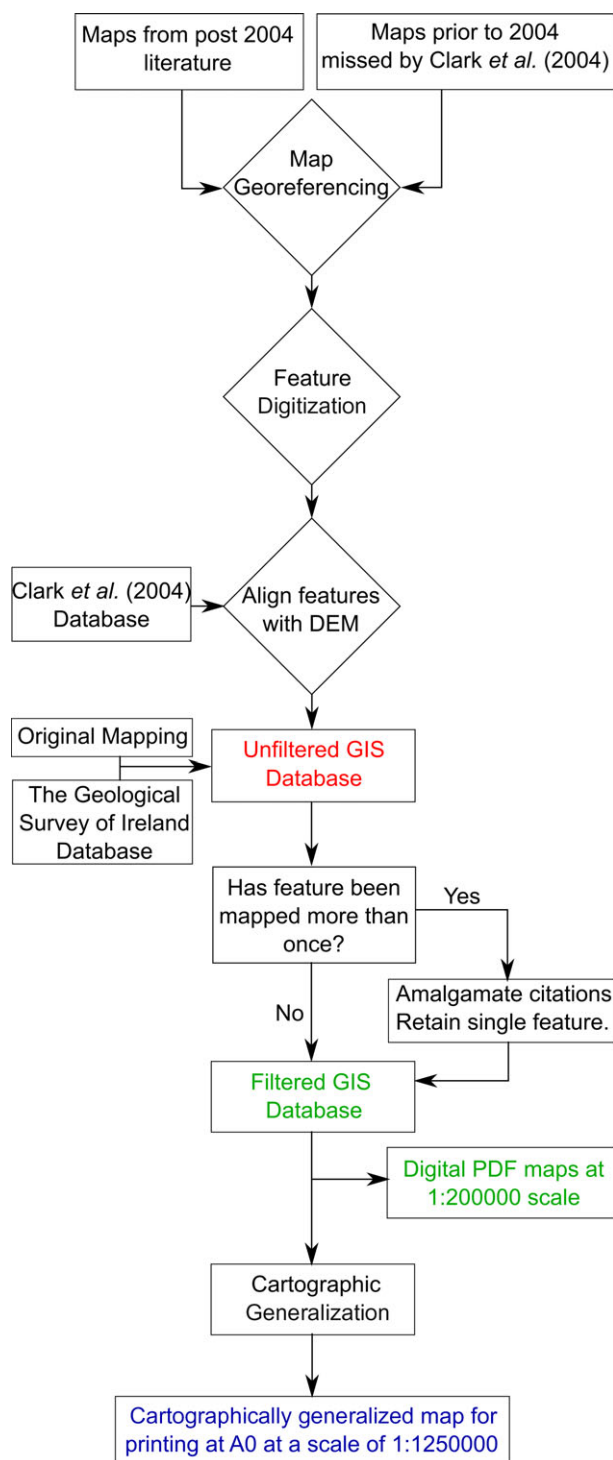 Maps from post 2004
literature
Maps prior to 2004
missed by Clark et al. (2004)
Map
Georeferencing
Feature
Digitization
Clark et al. (2004)
Database
Align features
with DEM
Original Mapping
The Geological
Survey of Ireland
Database
Unfiltered GIS
Database
Has feature been
mapped more than
once?
Yes
No
Amalgamate citations
Retain single feature.
Filtered GIS
Database
Digital PDF maps at
1:200000 scale
Cartographic
Generalization
Cartographically generalized map for
printing at A0 at a scale of 1:1250000